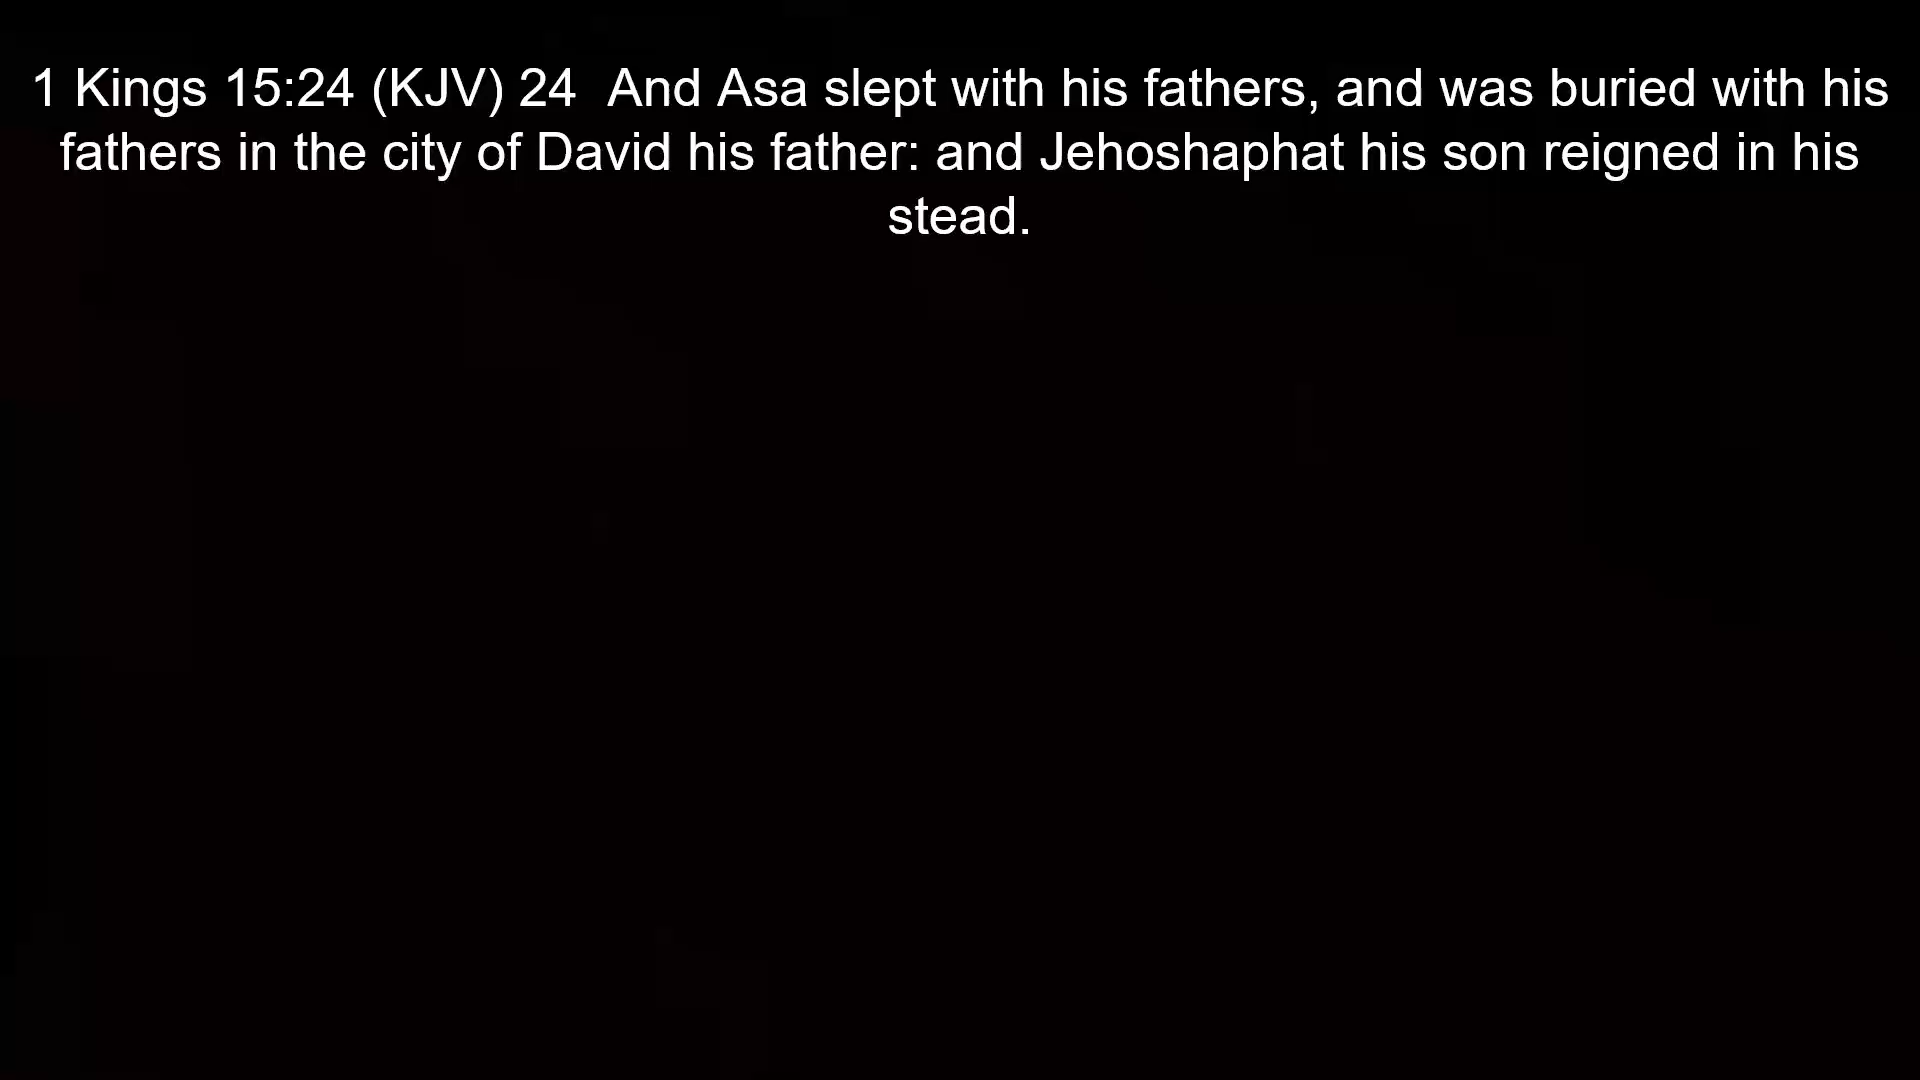 1 Kings 15:24 (KJV) 24  And Asa slept with his fathers, and was buried with his
fathers in the city of David his father: and Jehoshaphat his son reigned in his
stead.